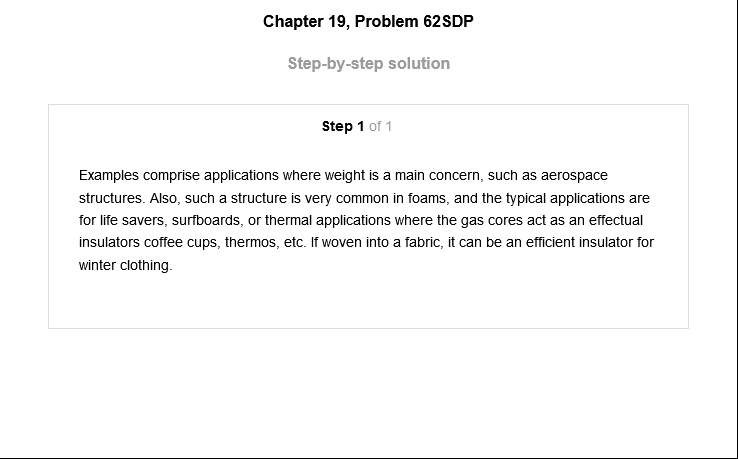 Chapter 19, Problem 62SDP
Step-by-step solution
Step 1 of 1
Examples comprise applications where weight is a main concern, such as aerospace
structures. Also, such a structure is very common in foams, and the typical applications are
for life savers, surfboards, or thermal applications where the gas cores act as an effectual
insulators coffee cups, thermos, etc. If woven into a fabric, it can be an efficient insulator for
winter clothing.